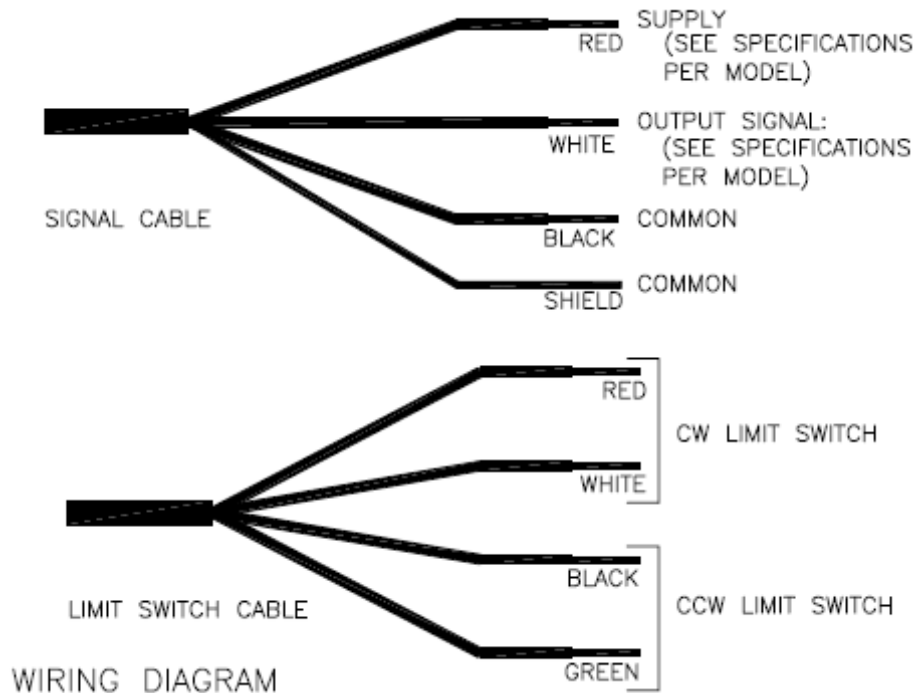 RED
SUPPLY
(SEE SPECIFICATIONS
PER MODEL)
WHITE
OUTPUT SIGNAL:
(SEE SPECIFICATIONS
PER MODEL)
SIGNAL CABLE
BLACK
COMMON
SHIELD
COMMON
RED
CW LIMIT SWITCH
WHITE
BLACK
LIMIT SWITCH CABLE
CCW LIMIT SWITCH
GREEN
WIRING DIAGRAM